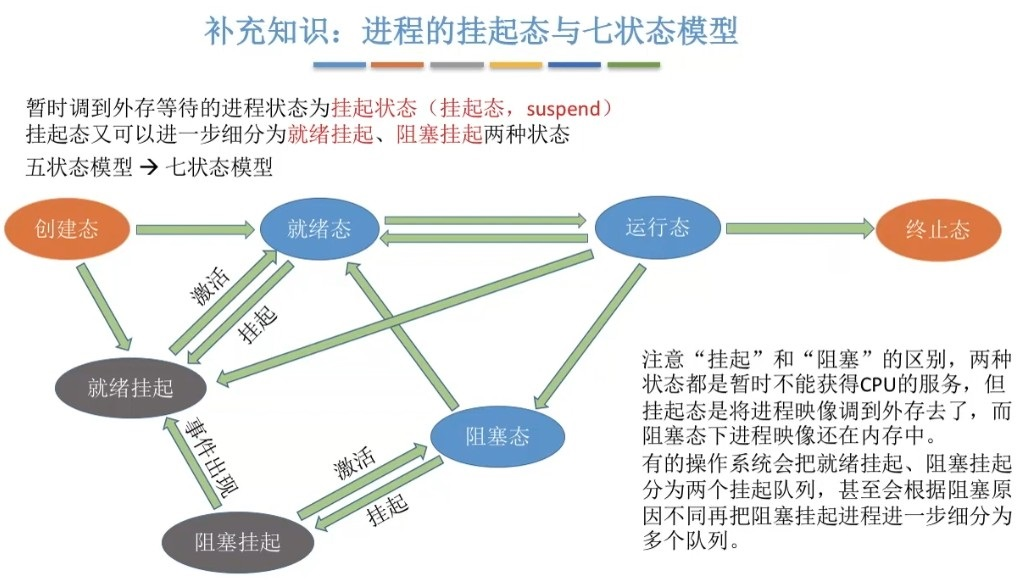 补充知识：进程的挂起态与七状态模型
暂时调到外存等待的进程状态为挂起状态（挂起态，suspend）
挂起态又可以进一步细分为就绪挂起、阻塞挂起两种状态
五状态模型 → 七状态模型
创建态
就绪态
运行态
终止态
激活
挂起
就绪挂起
事件出现
阻塞态
激活
挂起
阻塞挂起
注意“挂起”和“阻塞”的区别，两种
状态都是暂时不能获得CPU的服务，但
挂起态是将进程映像调到外存去了，而
阻塞态下进程映像还在内存中。
有的操作系统会把就绪挂起、阻塞挂起
分为两个挂起队列，甚至会根据阻塞原
因不同再把阻塞挂起进程进一步细分为
多个队列。